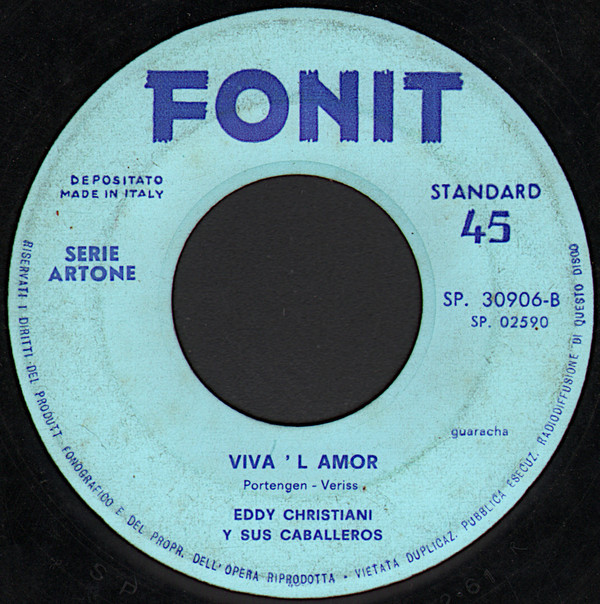 FONIT
DEPOSITATO
MADE IN ITALY
STANDARD
45
SERIE
ARTONE
SP. 30906-B
SP. 02590
guaracha
VIVA ' L AMOR
Portengen - Veriss
EDDY CHRISTIANI
Y SUS CABALLEROS
RISERVATI I DIRITTI DEL PRODUTT. FONOGRAFICO E DEL PROPR. DELL'OPERA RIPRODOTTA • VIETATA DUPLICAZ. PUBBLICA ESECUZ. RADIODIFFUSIONE DI QUESTO DISCO